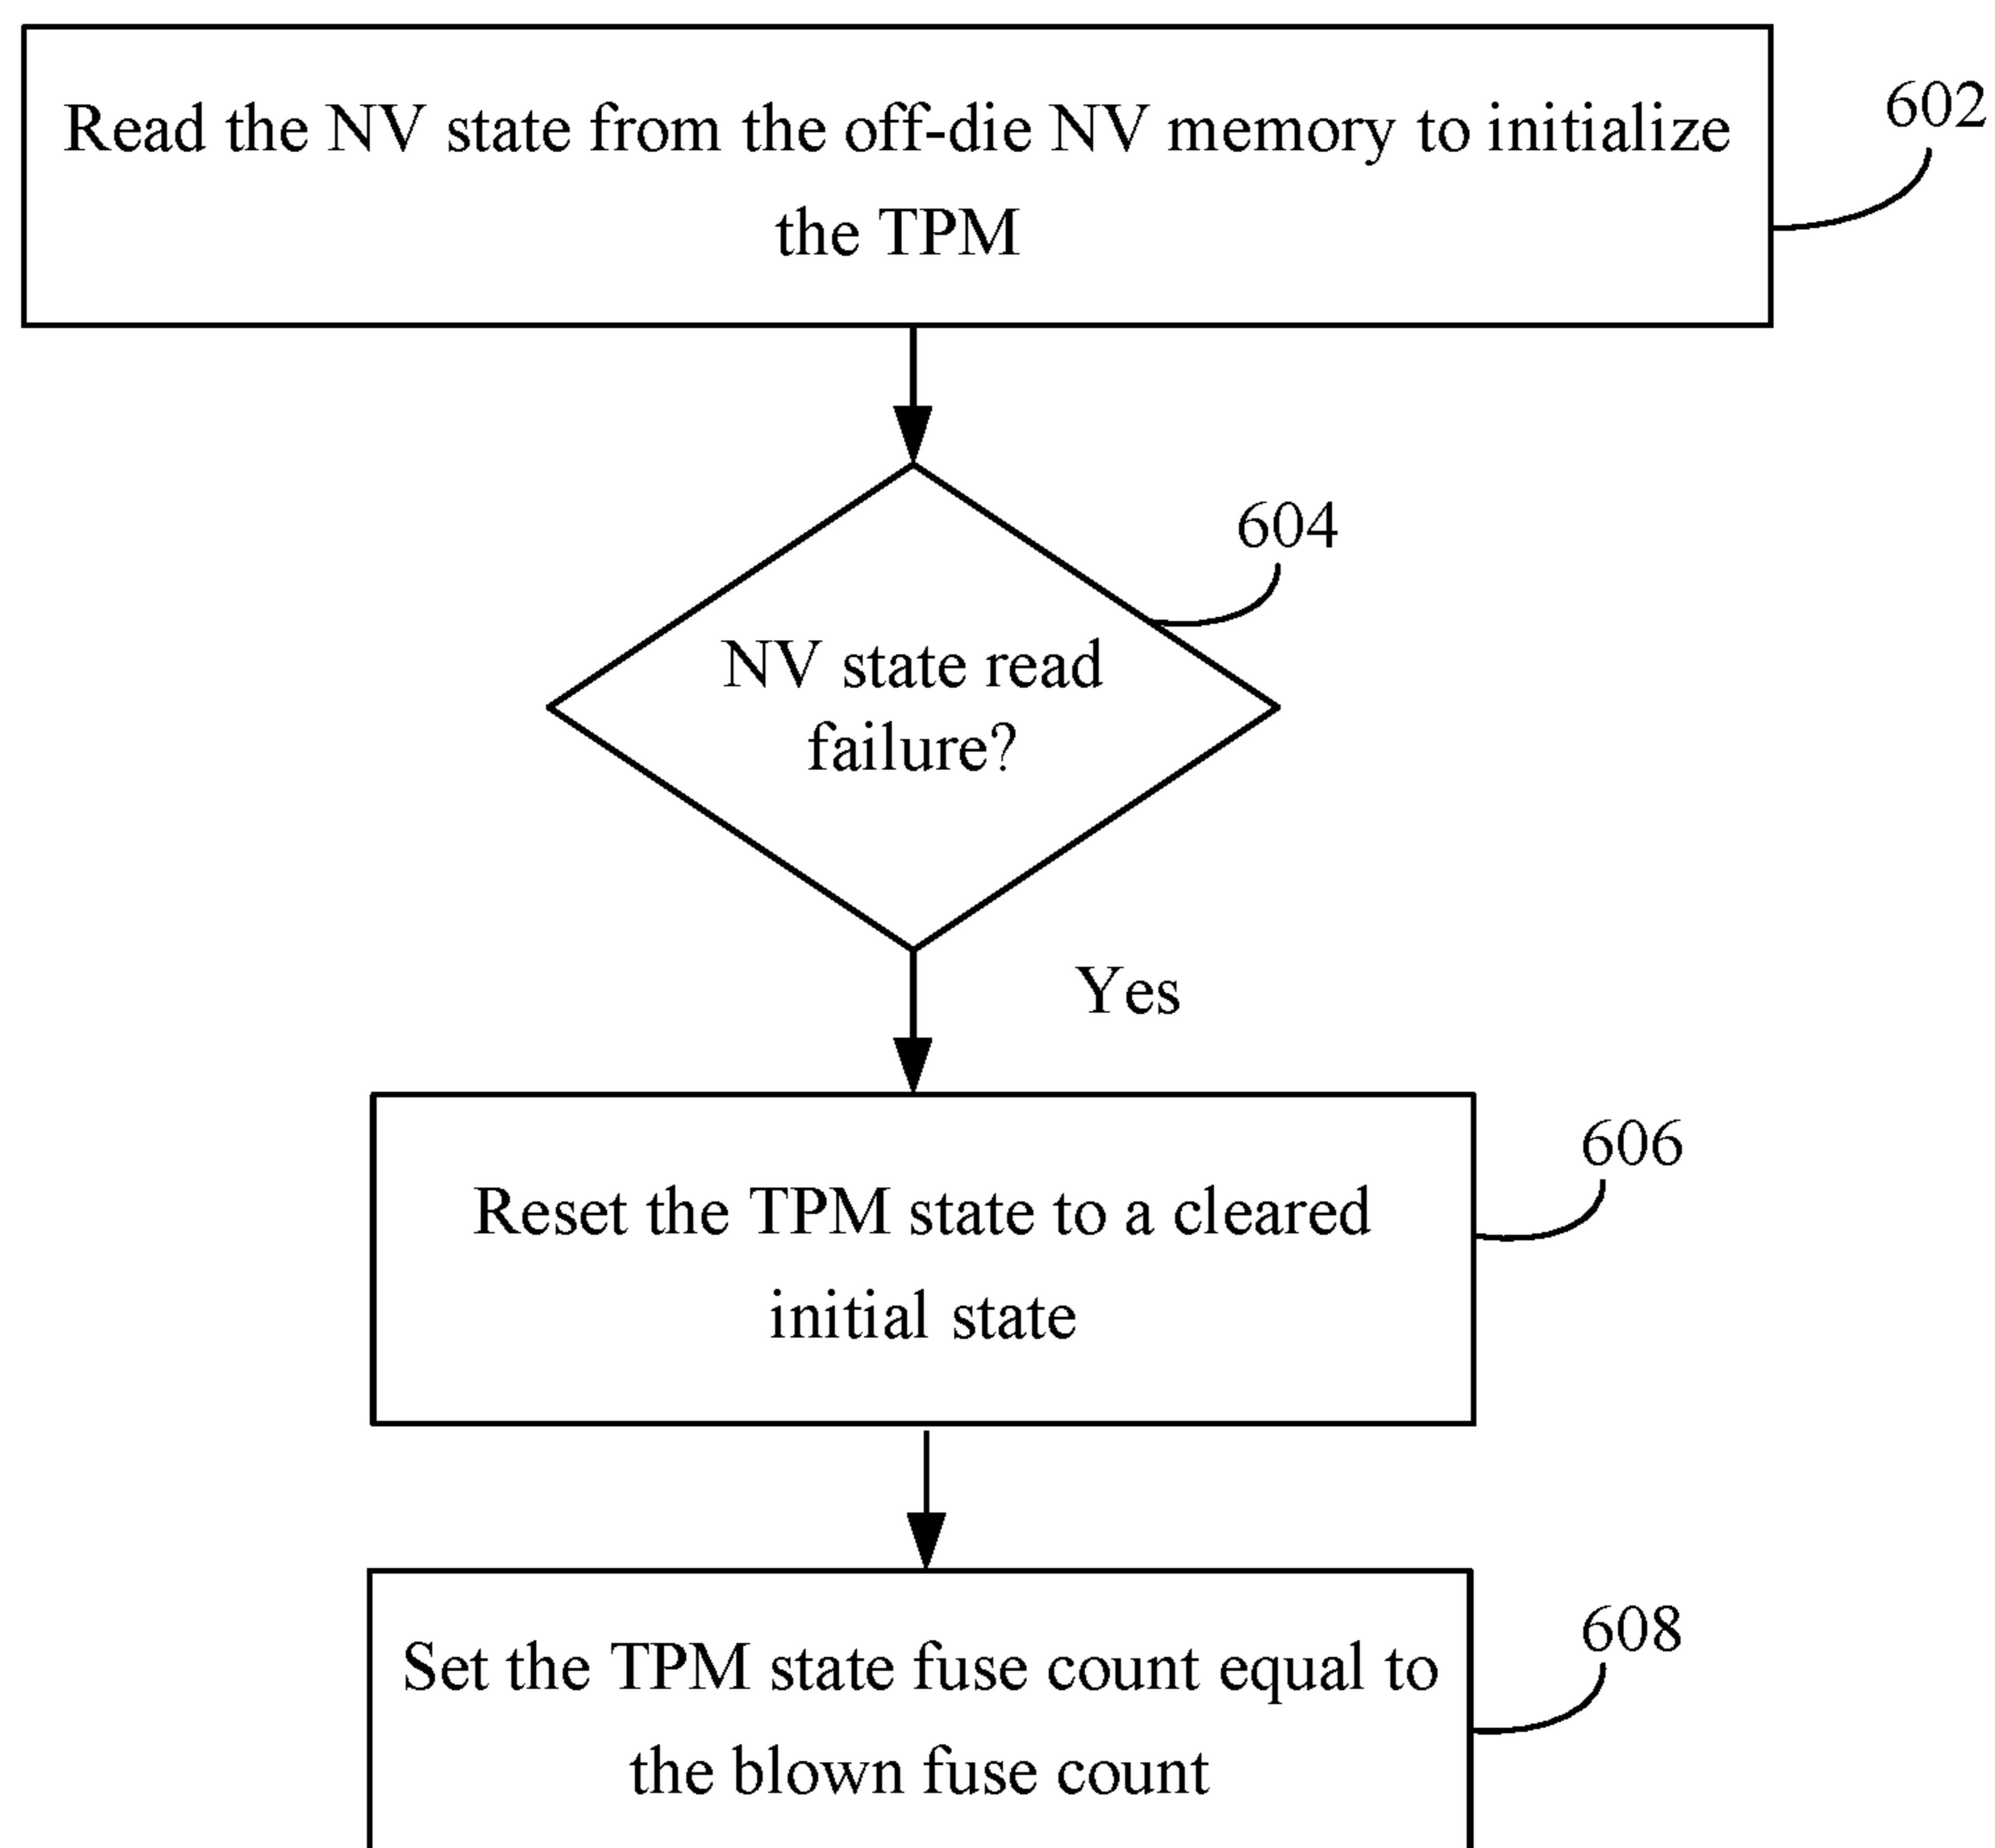 Read the NV state from the off-die NV memory to initialize
the TPM
602
604
NV state read
failure?
Yes
606
Reset the TPM state to a cleared
initial state
608
Set the TPM state fuse count equal to
the blown fuse count